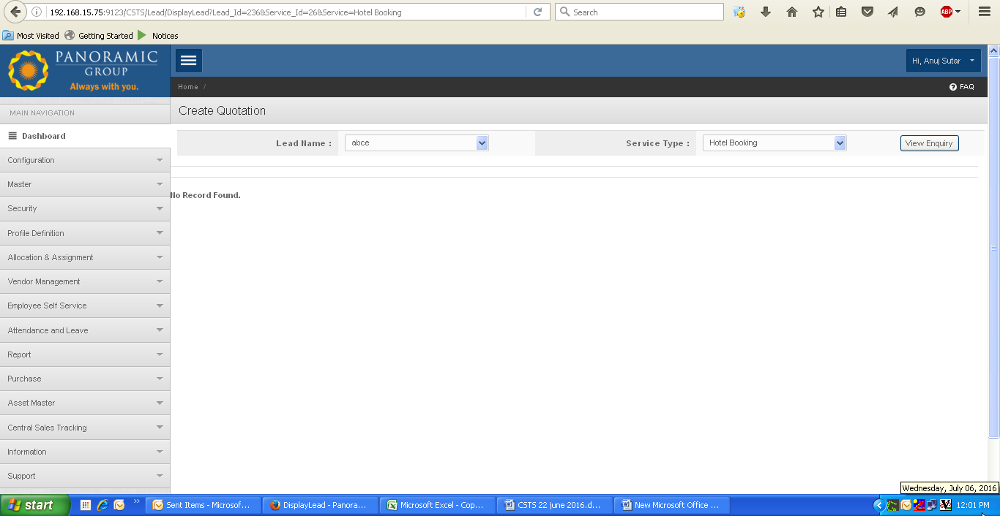 192.168.15.75:9123/CSTS/Lead/DisplayLead?Lead_Id=236&Service_Id=26&Service=Hotel Booking
Search
ABP
Most Visited Getting Started Notices
PANORAMIC
GROUP
Always with you.
Hi, Anuj Sutar
Home /
FAQ
MAIN NAVIGATION
Create Quotation
Dashboard
Lead Name : abce Service Type : Hotel Booking View Enquiry
Configuration
Master
No Record Found.
Security
Profile Definition
Allocation & Assignment
Vendor Management
Employee Self Service
Attendance and Leave
Report
Purchase
Asset Master
Central Sales Tracking
Information
Support
Wednesday, July 06, 2016
start Sent Items - Microsof... DisplayLead - Panora... Microsoft Excel - Cop... CSTS 22 june 2016.d... New Microsoft Office ... 12:01 PM